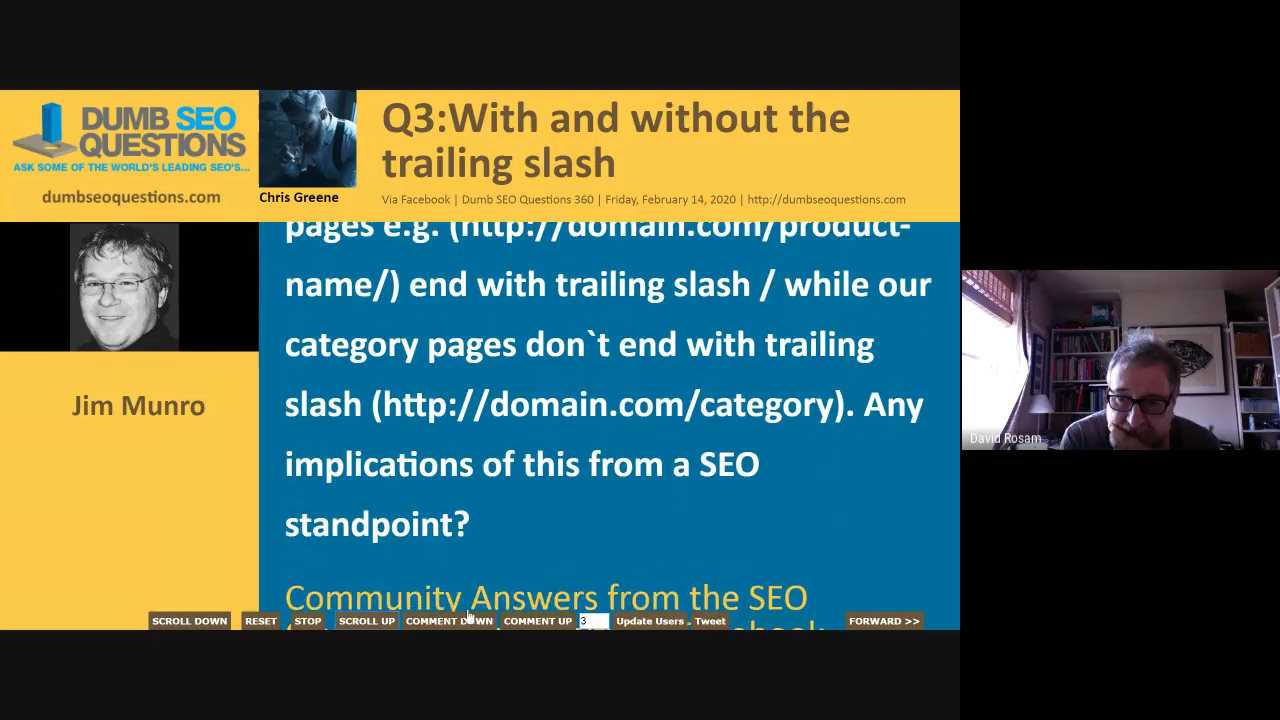 DUMB SEO
QUESTIONS
ASK SOME OF THE WORLD'S LEADING SEO'S...
dumbseoquestions.com
Chris Greene
Q3:With and without the
trailing slash
Via Facebook | Dumb SEO Questions 360 | Friday, February 14, 2020 | http://dumbseoquestions.com
Jim Munro
pages e.g. (http://domain.com/product-
name/) end with trailing slash / while our
category pages don`t end with trailing
slash (http://domain.com/category). Any
implications of this from a SEO
standpoint?
Community Answers from the SEO
SCROLL DOWN RESET STOP SCROLL UP COMMENT DOWN COMMENT UP 3 Update Users Tweet FORWARD >>
David Rosam